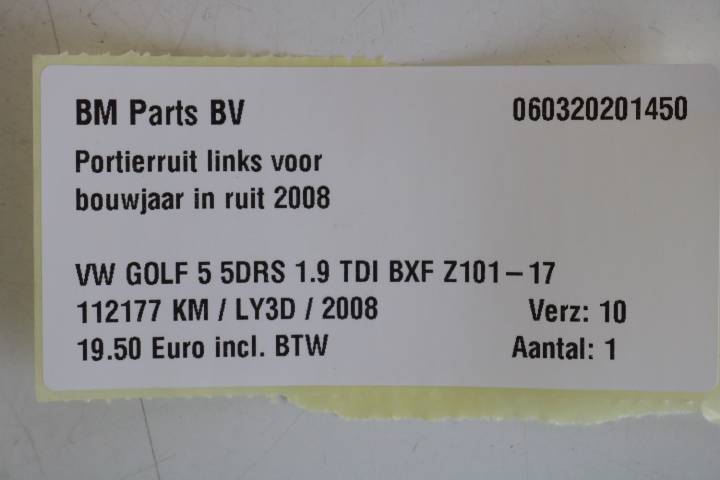 BM Parts BV 060320201450
Portierruit links voor
bouwjaar in ruit 2008
VW GOLF 5 5DRS 1.9 TDI BXF Z101-17
112177 KM / LY3D / 2008 Verz: 10
19.50 Euro incl. BTW Aantal: 1